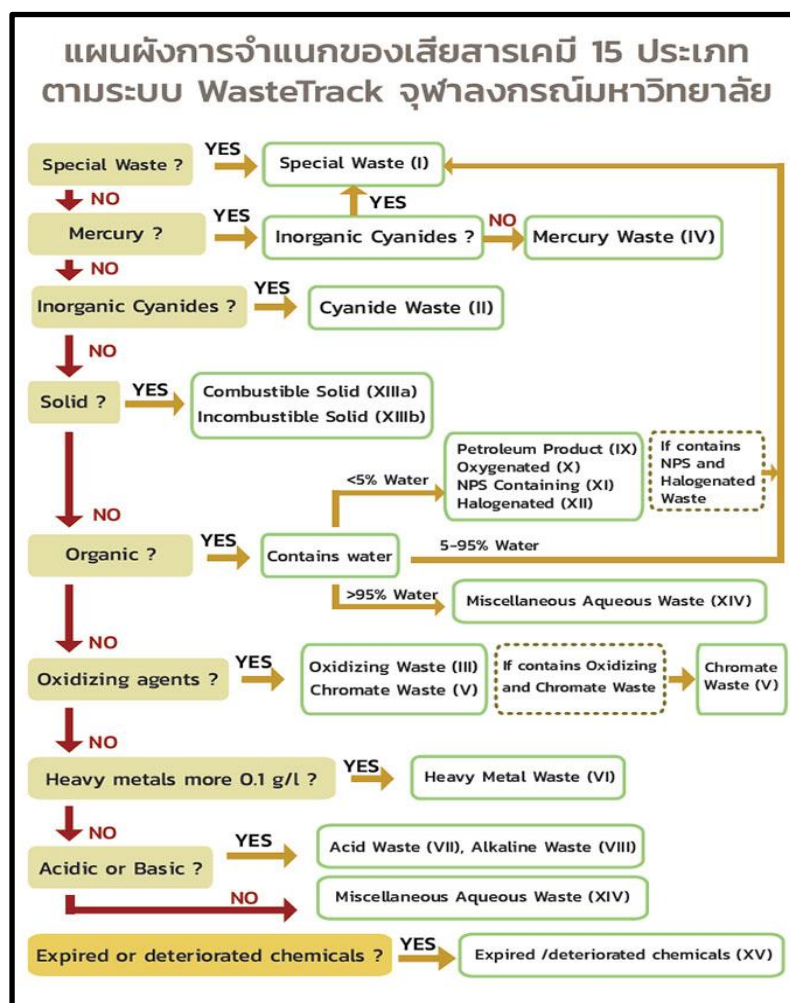 แผนผังการจำแนกของเสียสารเคมี 15 ประเภท
ตามระบบ WasteTrack จุฬาลงกรณ์มหาวิทยาลัย
Special Waste ?
YES
Special Waste (I)
NO
YES
Mercury ?
YES
Inorganic Cyanides ?
NO
Mercury Waste (IV)
NO
Inorganic Cyanides ?
YES
Cyanide Waste (II)
NO
Solid ?
YES
Combustible Solid (XIIIa)
Incombustible Solid (XIIIb)
NO
<5% Water
Petroleum Product (IX)
Oxygenated (X)
NPS Containing (XI)
Halogenated (XII)
If contains
NPS and
Halogenated
Waste
Organic ?
YES
Contains water
5-95% Water
>95% Water
Miscellaneous Aqueous Waste (XIV)
NO
Oxidizing agents ?
YES
Oxidizing Waste (III)
Chromate Waste (V)
If contains Oxidizing
and Chromate Waste
Chromate
Waste (V)
NO
Heavy metals more 0.1 g/l ?
YES
Heavy Metal Waste (VI)
NO
Acidic or Basic ?
YES
Acid Waste (VII), Alkaline Waste (VIII)
NO
Miscellaneous Aqueous Waste (XIV)
Expired or deteriorated chemicals ?
YES
Expired /deteriorated chemicals (XV)